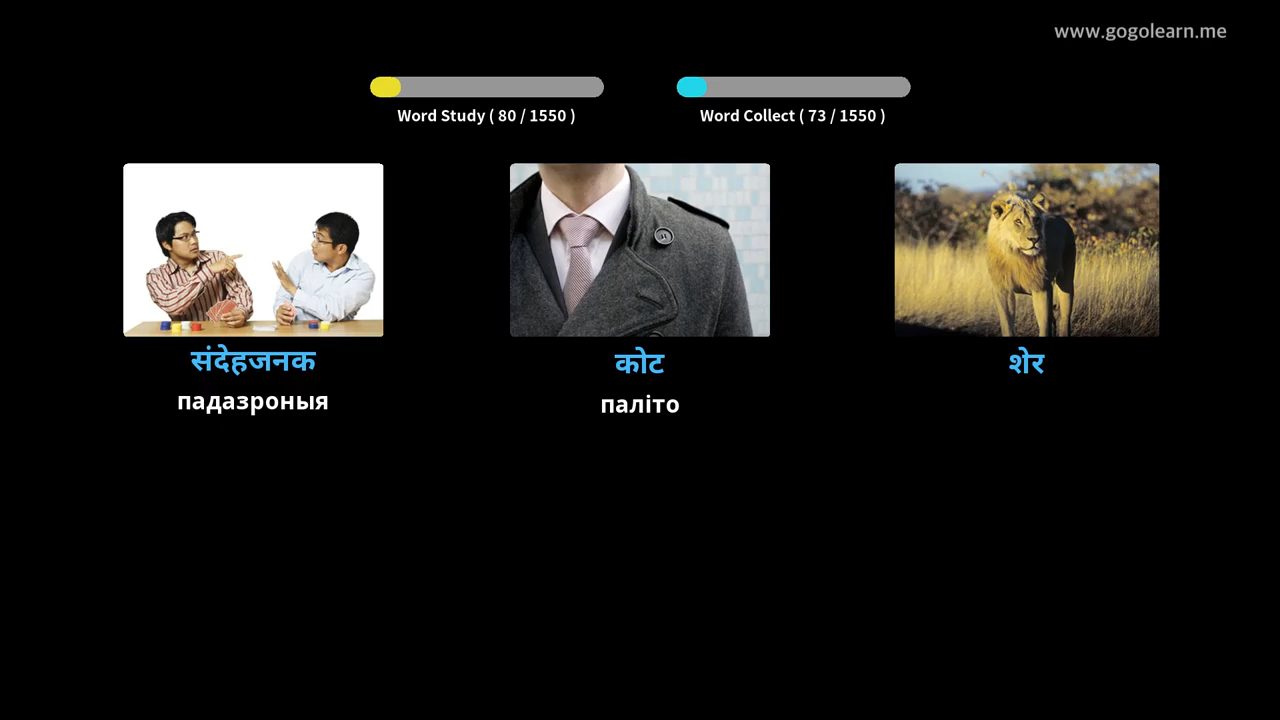 www.gogolearn.me
Word Study ( 80 / 1550 )
Word Collect ( 73 / 1550 )
संदेहजनक
कोट
शेर
падазроныя
паліто